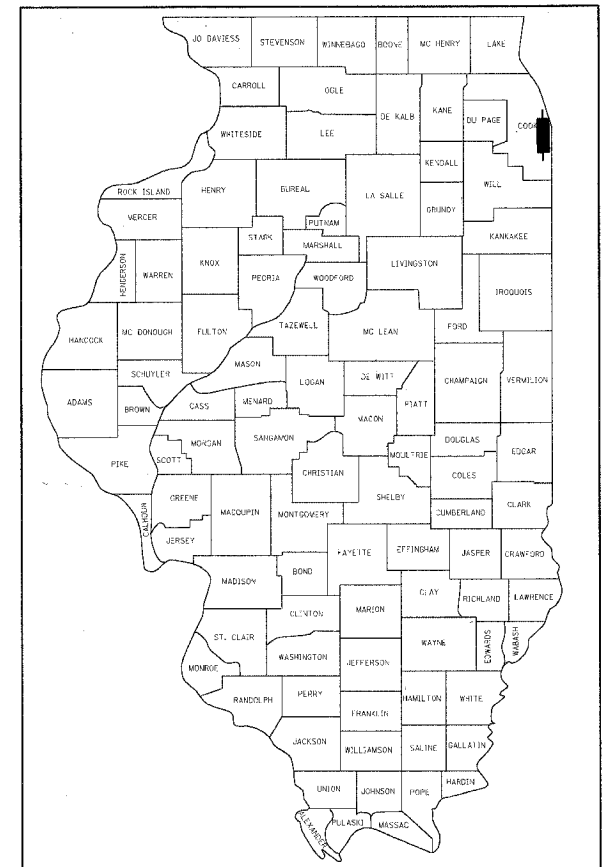 JO DAVIESS
STEVENSON
WINNEBAGO
BOONE
MC HENRY
LAKE
CARROLL
OGLE
DE KALB
KANE
DU PAGE
COOK
WHITESIDE
LEE
KENDALL
WILL
ROCK ISLAND
HENRY
BUREAU
LA SALLE
GRUNDY
MERCER
PUTNAM
KANKAKEE
STARK
MARSHALL
HENDERSON
WARREN
KNOX
PEORIA
WOODFORD
LIVINGSTON
IROQUOIS
HANCOCK
MC DONOUGH
FULTON
TAZEWELL
MC LEAN
FORD
MASON
SCHUYLER
LOGAN
DE WITT
CHAMPAIGN
VERMILION
ADAMS
BROWN
CASS
MENARD
PIATT
MACON
MORGAN
SANGAMON
DOUGLAS
EDGAR
PIKE
SCOTT
CHRISTIAN
MOULTRIE
COLES
SHELBY
CALHOUN
GREENE
MACOUPIN
MONTGOMERY
CUMBERLAND
CLARK
JERSEY
FAYETTE
EFFINGHAM
JASPER
CRAWFORD
MADISON
BOND
CLAY
RICHLAND
LAWRENCE
MARION
CLINTON
ST. CLAIR
WAYNE
EDWARDS
WABASH
WASHINGTON
JEFFERSON
MONROE
RANDOLPH
PERRY
HAMILTON
WHITE
FRANKLIN
JACKSON
WILLIAMSON
SALINE
GALLATIN
UNION
JOHNSON
POPE
HARDIN
ALEXANDER
PULASKI
MASSAC